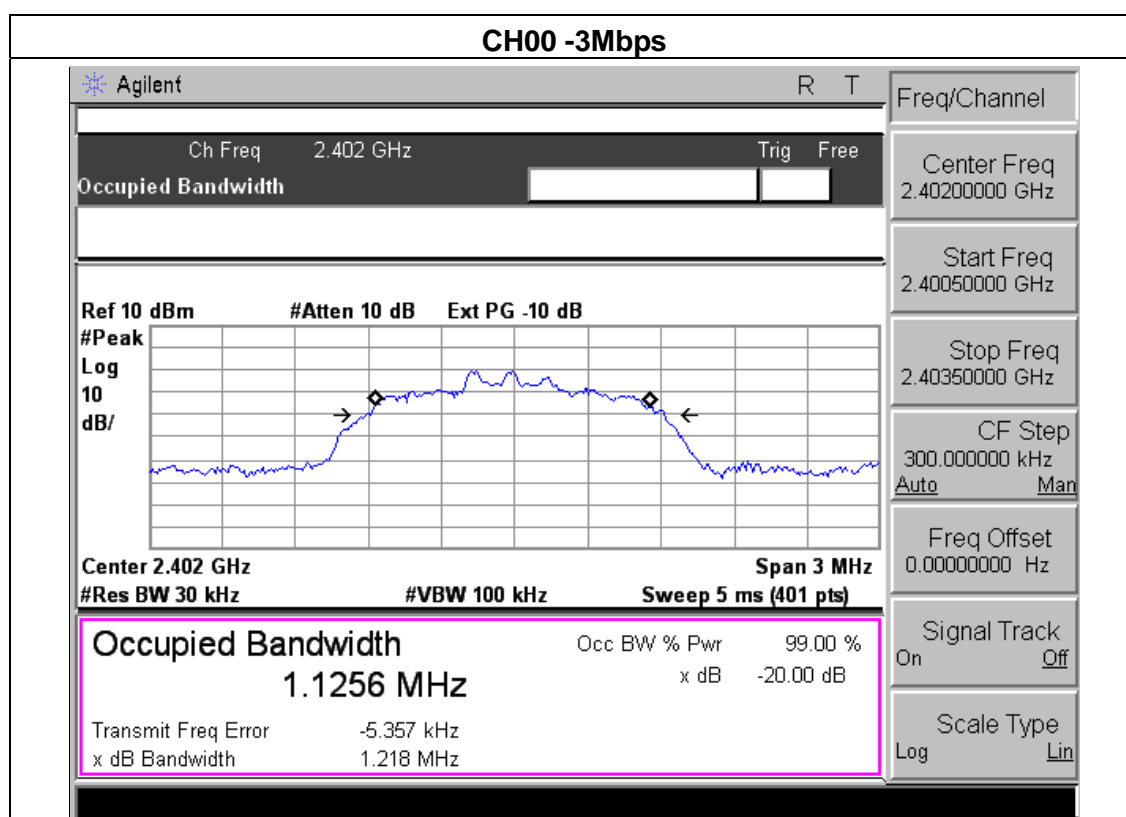 CH00 -3Mbps
Agilent R T
Ch Freq 2.402 GHz Trig Free
Occupied Bandwidth
Ref 10 dBm #Atten 10 dB Ext PG -10 dB
#Peak
Log
10
dB/
Center 2.402 GHz Span 3 MHz
#Res BW 30 kHz #VBW 100 kHz Sweep 5 ms (401 pts)
Occupied Bandwidth Occ BW % Pwr 99.00 %
1.1256 MHz x dB -20.00 dB
Transmit Freq Error -5.357 kHz
x dB Bandwidth 1.218 MHz
Freq/Channel
Center Freq
2.40200000 GHz
Start Freq
2.40050000 GHz
Stop Freq
2.40350000 GHz
CF Step
300.000000 kHz
Auto Man
Freq Offset
0.00000000 Hz
Signal Track
On Off
Scale Type
Log Lin